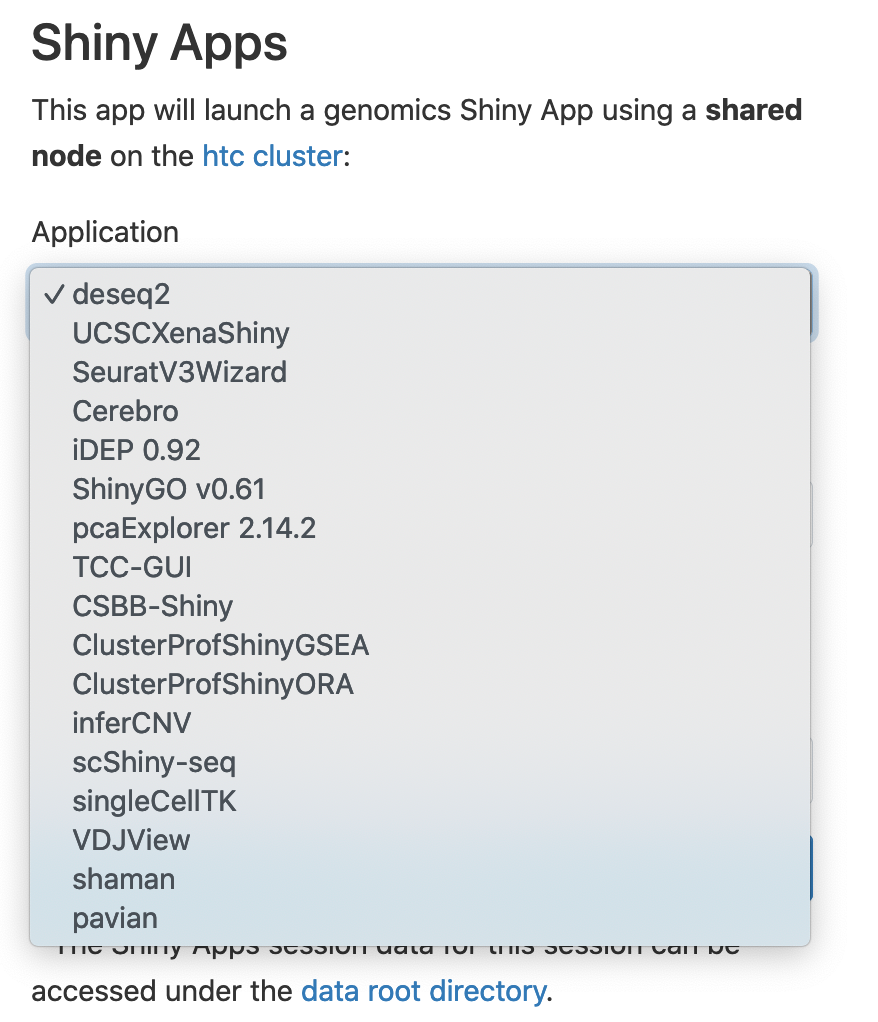 Shiny Apps
This app will launch a genomics Shiny App using a shared
node on the htc cluster:
Application
✓ deseq2
UCSCXenaShiny
SeuratV3Wizard
Cerebro
iDEP 0.92
ShinyGO v0.61
pcaExplorer 2.14.2
TCC-GUI
CSBB-Shiny
ClusterProfShinyGSEA
ClusterProfShinyORA
inferCNV
scShiny-seq
singleCellTK
VDJView
shaman
pavian
The Shiny Apps session data for this session can be
accessed under the data root directory.